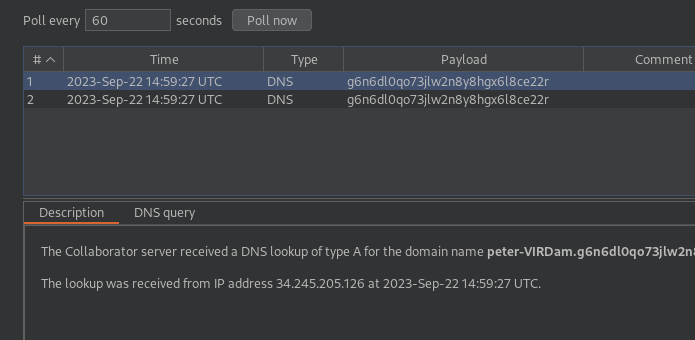 Poll every 60 seconds Poll now
# Time Type Payload Comment
1 2023-Sep-22 14:59:27 UTC DNS g6n6dl0qo73jlw2n8y8hgx6l8ce22r
2 2023-Sep-22 14:59:27 UTC DNS g6n6dl0qo73jlw2n8y8hgx6l8ce22r
Description DNS query
The Collaborator server received a DNS lookup of type A for the domain name peter-VIRDam.g6n6dl0qo73jlw2n8
The lookup was received from IP address 34.245.205.126 at 2023-Sep-22 14:59:27 UTC.